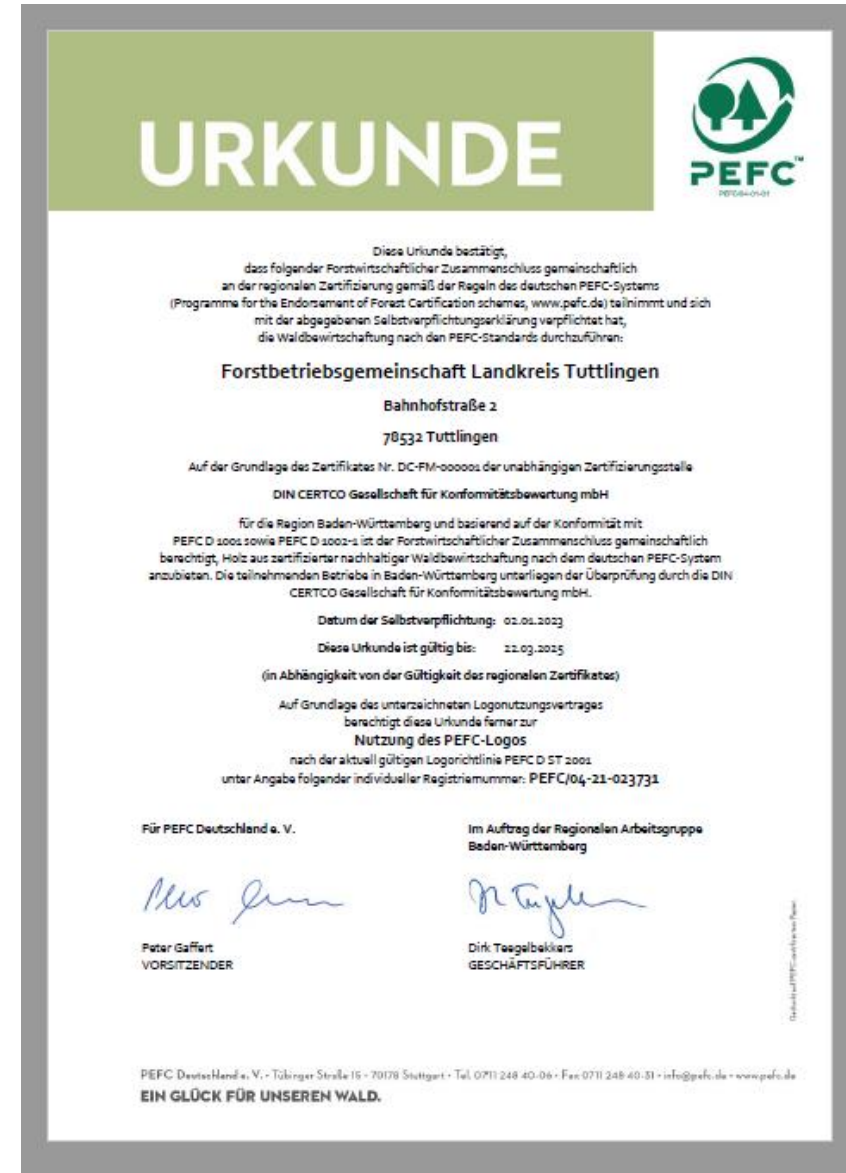 URKUNDE
PEFC™
PEFC/04-01-01
Diese Urkunde bestätigt,
dass folgender Forstwirtschaftlicher Zusammenschluss gemeinschaftlich
an der regionalen Zertifizierung gemäß der Regeln des deutschen PEFC-Systems
(Programme for the Endorsement of Forest Certification schemes, www.pefc.de) teilnimmt und sich
mit der abgegebenen Selbstverpflichtungserklärung verpflichtet hat,
die Waldbewirtschaftung nach den PEFC-Standards durchzuführen:
Forstbetriebsgemeinschaft Landkreis Tuttlingen
Bahnhofstraße 2
78532 Tuttlingen
Auf der Grundlage des Zertifikates Nr. DC-FM-000001 der unabhängigen Zertifizierungsstelle
DIN CERTCO Gesellschaft für Konformitätsbewertung mbH
für die Region Baden-Württemberg und basierend auf der Konformität mit
PEFC D 1001 sowie PEFC D 1002-1 ist der Forstwirtschaftlicher Zusammenschluss gemeinschaftlich
berechtigt, Holz aus zertifizierter nachhaltiger Waldbewirtschaftung nach dem deutschen PEFC-System
anzubieten. Die teilnehmenden Betriebe in Baden-Württemberg unterliegen der Überprüfung durch die DIN
CERTCO Gesellschaft für Konformitätsbewertung mbH.
Datum der Selbstverpflichtung: 02.01.2023
Diese Urkunde ist gültig bis: 22.03.2025
(in Abhängigkeit von der Gültigkeit des regionalen Zertifikates)
Auf Grundlage des unterzeichneten Logonutzungsvertrages
berechtigt diese Urkunde ferner zur
Nutzung des PEFC-Logos
nach der aktuell gültigen Logorichtlinie PEFC D ST 2001
unter Angabe folgender individueller Registriernummer: PEFC/04-21-023731
Für PEFC Deutschland e. V.
Im Auftrag der Regionalen Arbeitsgruppe
Baden-Württemberg
Peter Gaffert
VORSITZENDER
Dirk Teegelbekkers
GESCHÄFTSFÜHRER
Gedruckt auf PEFC-zertifiziertem Papier
PEFC Deutschland e. V. • Tübinger Straße 15 • 70178 Stuttgart • Tel. 0711 248 40-06 • Fax 0711 248 40-31 • info@pefc.de • www.pefc.de
EIN GLÜCK FÜR UNSEREN WALD.